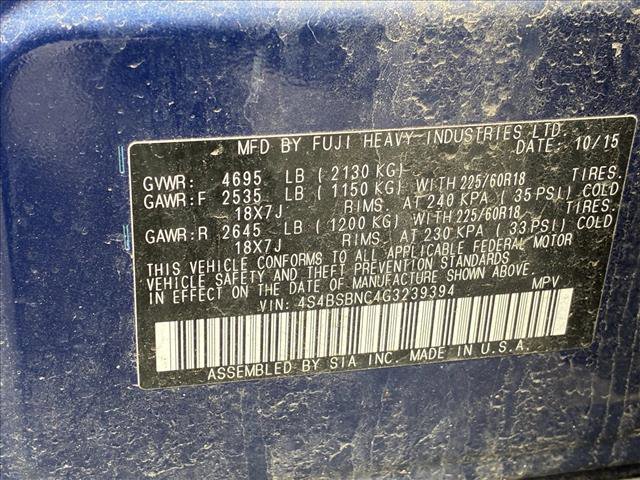 MFD BY FUJI HEAVY INDUSTRIES LTD.
DATE: 10/15
GVWR: 4695 LB (2130 KG)
GAWR:F 2535 LB (1150 KG) WITH 225/60R18 TIRES.
18X7J RIMS. AT 240 KPA (35 PSI) COLD
GAWR:R 2645 LB (1200 KG) WITH 225/60R18 TIRES.
18X7J RIMS. AT 230 KPA (33 PSI) COLD
THIS VEHICLE CONFORMS TO ALL APPLICABLE FEDERAL MOTOR
VEHICLE SAFETY AND THEFT PREVENTION STANDARDS IN
EFFECT ON THE DATE OF MANUFACTURE SHOWN ABOVE.
VIN: 4S4BSBNC4G3239394 MPV
ASSEMBLED BY SIA INC. MADE IN U.S.A.